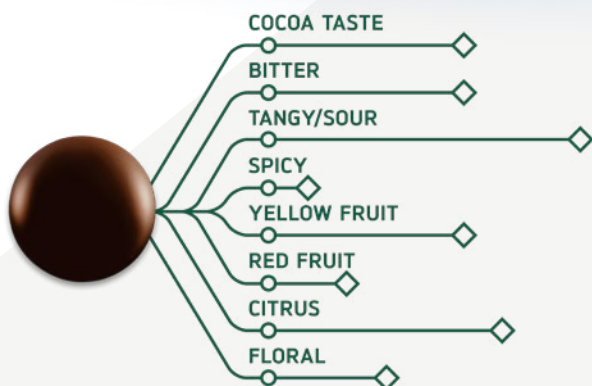 COCOA TASTE
BITTER
TANGY/SOUR
SPICY
YELLOW FRUIT
RED FRUIT
CITRUS
FLORAL